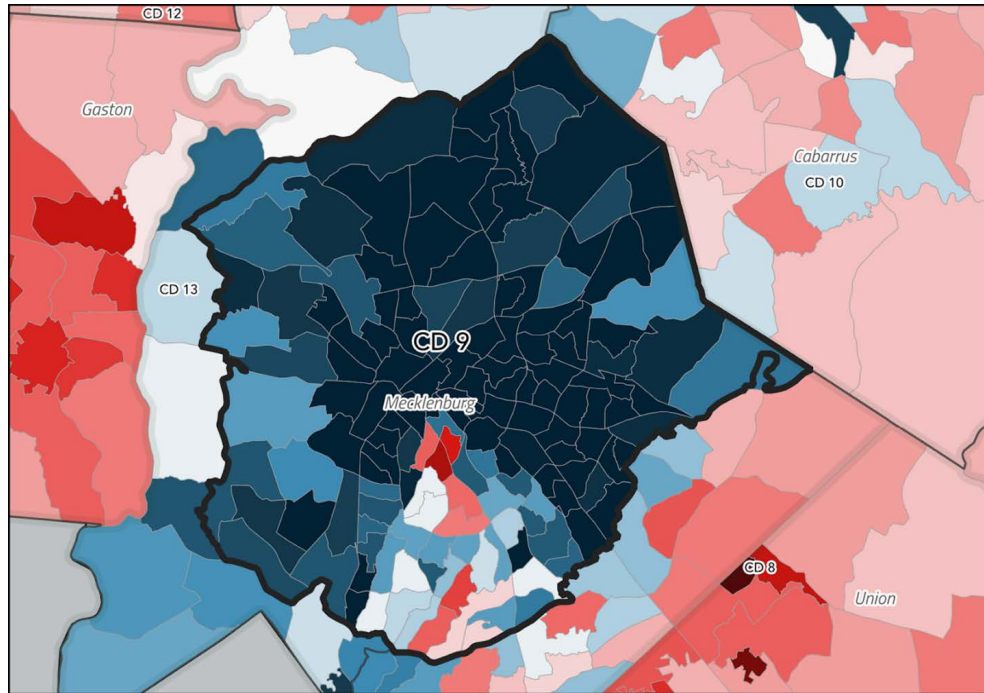 CD 12
Gaston
Cabarrus
CD 10
CD 13
CD 9
Mecklenburg
CD 8
Union